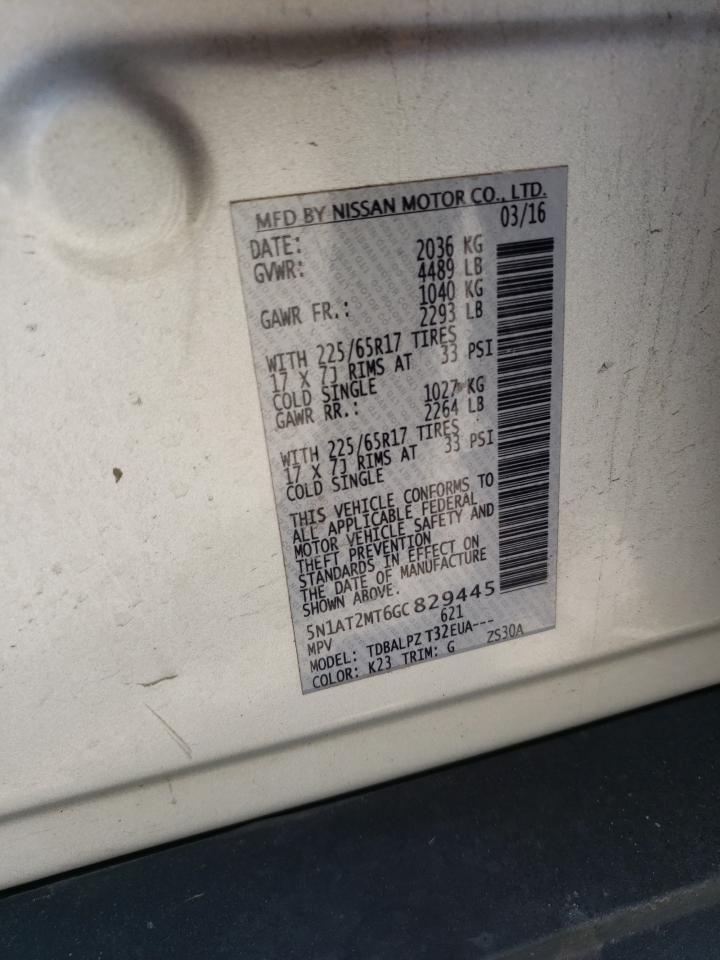 MFD BY NISSAN MOTOR CO., LTD.
DATE: 03/16
GVWR: 2036 KG
4489 LB
GAWR FR.: 1040 KG
2293 LB
WITH 225/65R17 TIRES
17 X 7J RIMS AT 33 PSI
COLD SINGLE
GAWR RR.: 1027 KG
2264 LB
WITH 225/65R17 TIRES
17 X 7J RIMS AT 33 PSI
COLD SINGLE
THIS VEHICLE CONFORMS TO
ALL APPLICABLE FEDERAL
MOTOR VEHICLE SAFETY AND
THEFT PREVENTION
STANDARDS IN EFFECT ON
THE DATE OF MANUFACTURE
SHOWN ABOVE.
5N1AT2MT6GC829445
MPV 621
MODEL: TDBALPZ T32EUA---
COLOR: K23 TRIM: G ZS30A